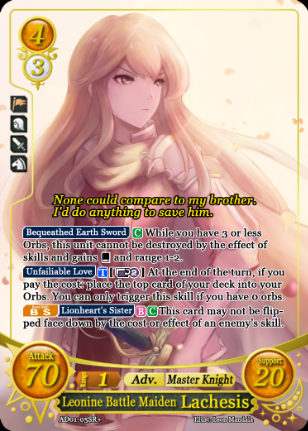 4
3
None could compare to my brother.
I'd do anything to save him.
Bequeathed Earth Sword C While you have 3 or less
Orbs, this unit cannot be destroyed by the effect of
skills and gains and range 1-2.
Unfailiable Love T [ ] At the end of the turn, if you
pay the cost: place the top card of your deck into your
Orbs. You can only trigger this skill if you have 0 orbs.
B S Lionheart's Sister B C This card may not be flip-
ped face down by the cost or effect of an enemy's skill.
Attack
70
1
Adv.
Master Knight
Support
20
Leonine Battle Maiden Lachesis
AD01-05SR+
Illus: